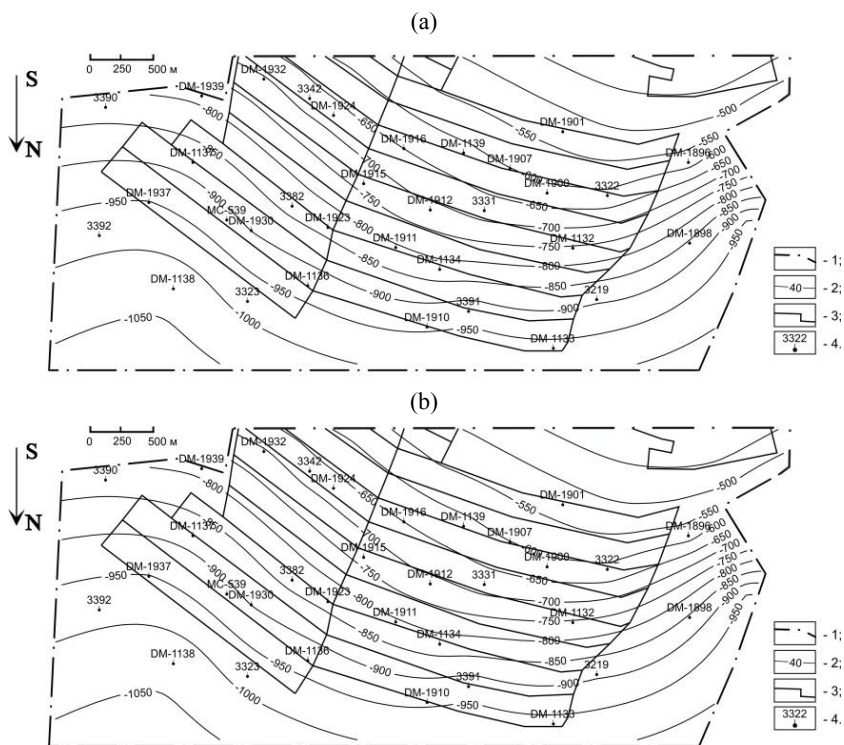 (a)
0 250 500 м
S
N
DM-1932
DM-1939
3390
3342
DM-1924
-800
-650
-500
DM-1901
-550
-550
-600
-650
-700
-750
-800
-850
-900
-950
DM-1916
DM-1139
DM-1907
DM-1896
-850
DM-1137
-700
DM-1915
DM-1909
3322
-650
-950
DM-1937
-900
-750
3382
DM-1912
3331
МС-539
DM-1930
DM-1923
-800
-700
3392
DM-1911
-750
DM-1132
DM-1898
DM-1134
-800
-850
-850
DM-1138
DM-1136
3323
-950
-900
3391
-900
3219
-1050
-1000
DM-1910
-950
DM-1133
- 1;
40 - 2;
- 3;
3322 - 4.
(b)
0 250 500 м
S
N
DM-1932
DM-1939
3390
3342
DM-1924
-800
-650
-500
DM-1901
-550
-550
-600
-650
-700
-750
-800
-850
-900
-950
DM-1916
DM-1139
DM-1907
DM-1896
-850
DM-1137
-700
DM-1915
DM-1909
3322
-650
-950
DM-1937
-900
-750
3382
DM-1912
3331
МС-539
DM-1930
DM-1923
-800
-700
3392
DM-1911
-750
DM-1132
DM-1898
DM-1134
-800
-850
-850
DM-1138
DM-1136
3323
-950
-900
3391
-900
3219
-1050
-1000
DM-1910
-950
DM-1133
- 1;
40 - 2;
- 3;
3322 - 4.